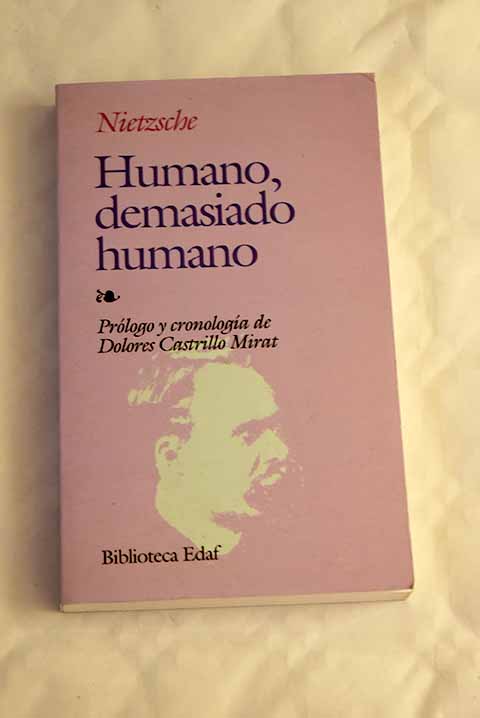 Nietzsche
Humano,
demasiado
humano
Prólogo y cronología de
Dolores Castrillo Mirat
Biblioteca Edaf